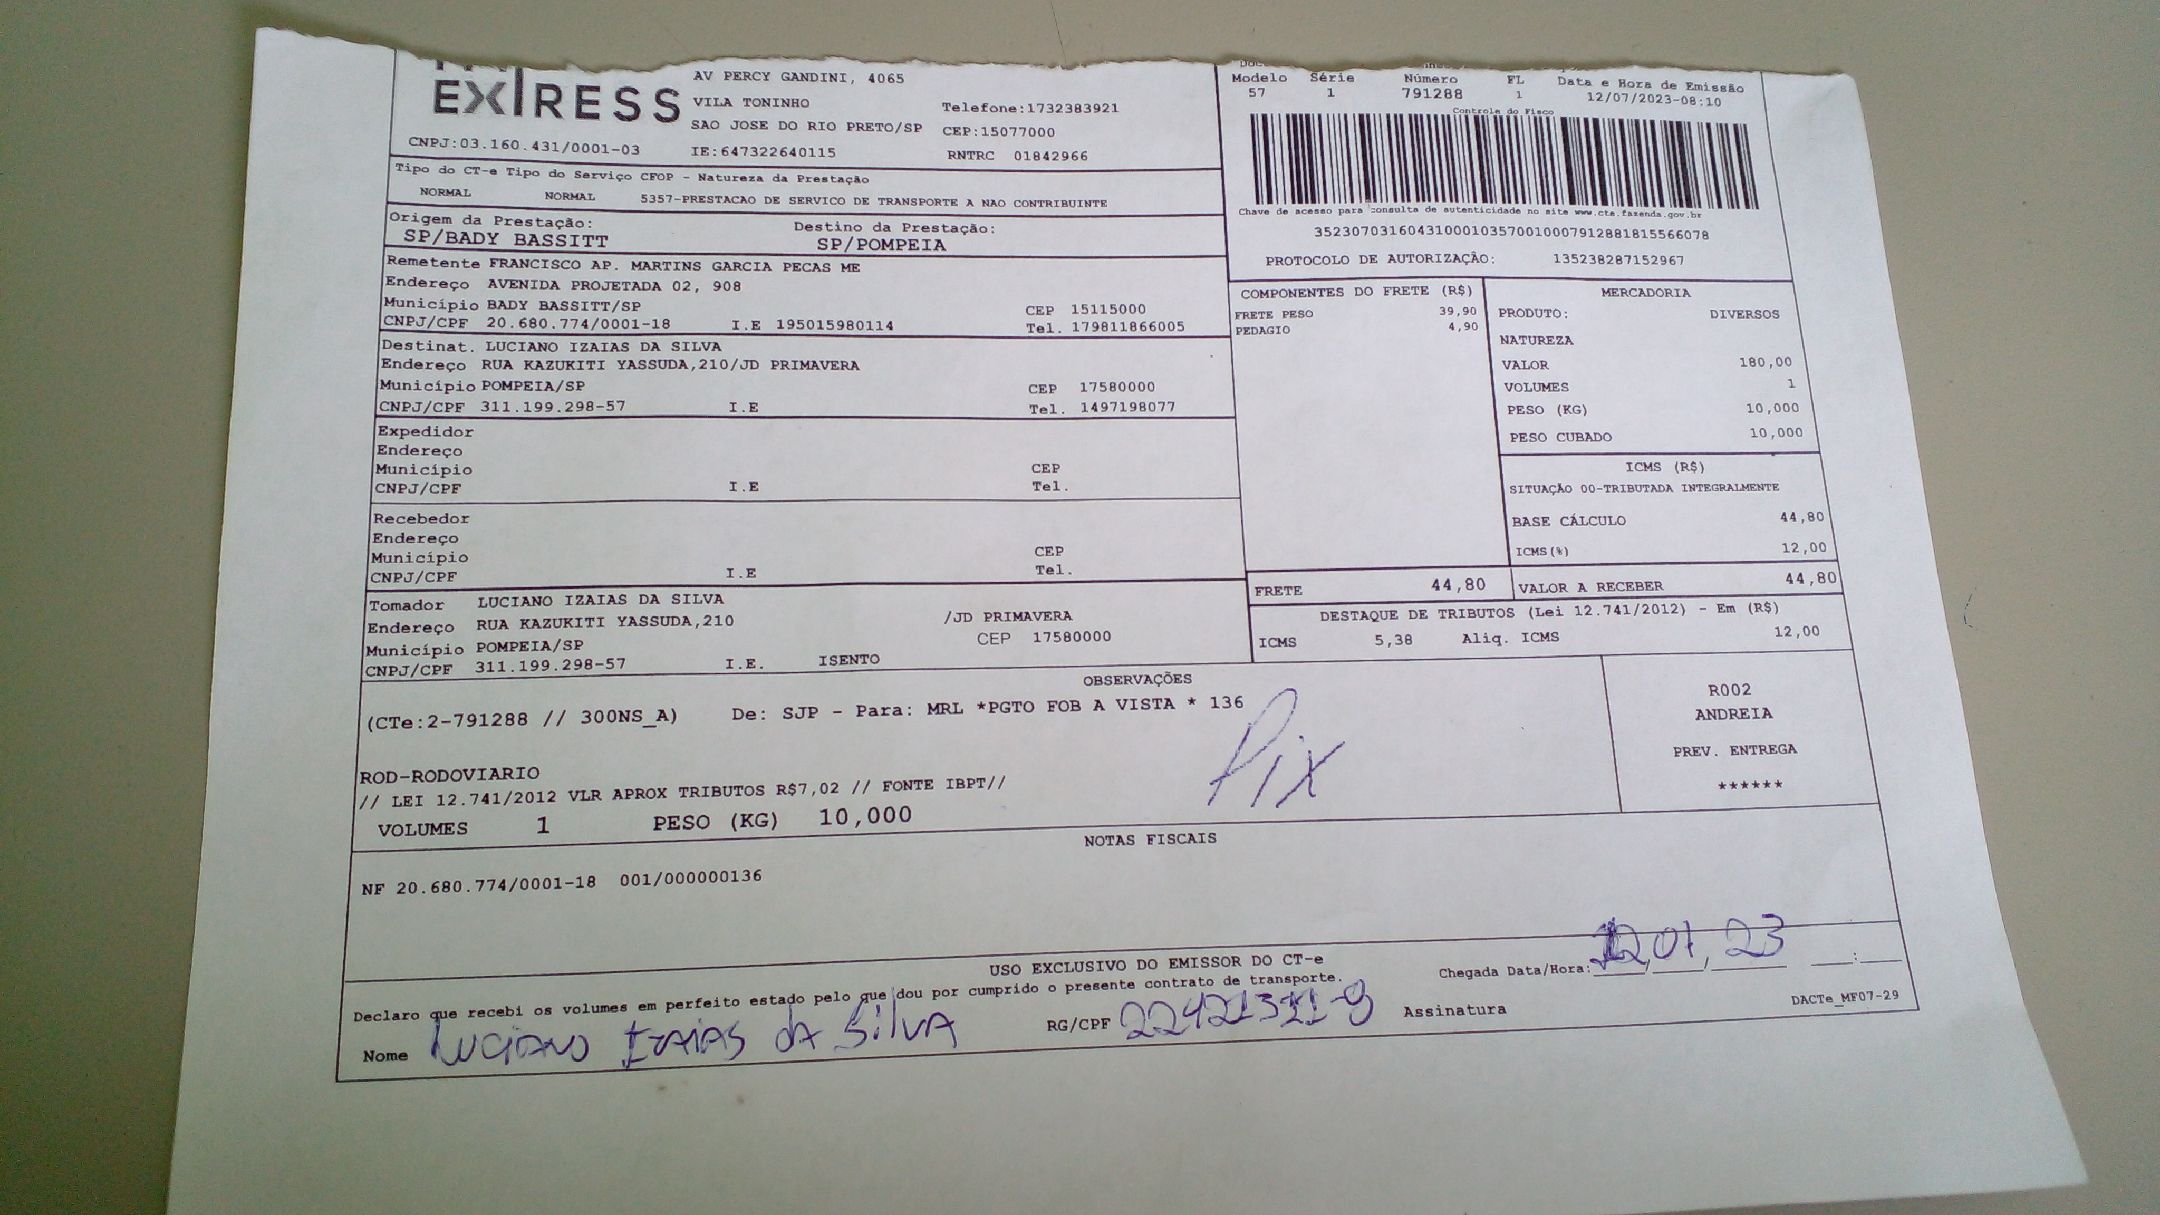 EXPRESS
AV PERCY GANDINI, 4065
VILA TONINHO
Telefone:1732383921
SAO JOSE DO RIO PRETO/SP
CEP:15077000
CNPJ:03.160.431/0001-03
IE:647322640115
RNTRC 01842966
Modelo Série Número FL Data e Hora de Emissão
57 1 791288 1 12/07/2023-08:10
Controle do Fisco
Chave de acesso para consulta de autenticidade no site www.cte.fazenda.gov.br
35230703160431000103570010007912881815566078
PROTOCOLO DE AUTORIZAÇÃO: 135238287152967
Tipo do CT-e Tipo do Serviço CFOP - Natureza da Prestação
NORMAL NORMAL 5357-PRESTACAO DE SERVICO DE TRANSPORTE A NAO CONTRIBUINTE
Origem da Prestação: Destino da Prestação:
SP/BADY BASSITT SP/POMPEIA
Remetente FRANCISCO AP. MARTINS GARCIA PECAS ME
Endereço AVENIDA PROJETADA 02, 908
Município BADY BASSITT/SP CEP 15115000
CNPJ/CPF 20.680.774/0001-18 I.E 195015980114 Tel. 179811866005
Destinat. LUCIANO IZAIAS DA SILVA
Endereço RUA KAZUKITI YASSUDA,210/JD PRIMAVERA
Município POMPEIA/SP CEP 17580000
CNPJ/CPF 311.199.298-57 I.E Tel. 1497198077
Expedidor
Endereço
Município CEP
CNPJ/CPF I.E Tel.
Recebedor
Endereço
Município CEP
CNPJ/CPF I.E Tel.
Tomador LUCIANO IZAIAS DA SILVA
Endereço RUA KAZUKITI YASSUDA,210 /JD PRIMAVERA
Município POMPEIA/SP CEP 17580000
CNPJ/CPF 311.199.298-57 I.E. ISENTO
COMPONENTES DO FRETE (R$)
FRETE PESO 39,90
PEDAGIO 4,90
MERCADORIA
PRODUTO: DIVERSOS
NATUREZA
VALOR 180,00
VOLUMES 1
PESO (KG) 10,000
PESO CUBADO 10,000
ICMS (R$)
SITUAÇÃO 00-TRIBUTADA INTEGRALMENTE
BASE CÁLCULO 44,80
ICMS(%) 12,00
FRETE 44,80 VALOR A RECEBER 44,80
DESTAQUE DE TRIBUTOS (Lei 12.741/2012) - Em (R$)
ICMS 5,38 Aliq. ICMS 12,00
OBSERVAÇÕES
(CTe:2-791288 // 300NS_A) De: SJP - Para: MRL *PGTO FOB A VISTA * 136
Pix
ROD-RODOVIARIO
// LEI 12.741/2012 VLR APROX TRIBUTOS R$7,02 // FONTE IBPT//
VOLUMES 1 PESO (KG) 10,000
R002
ANDREIA
PREV. ENTREGA
******
NOTAS FISCAIS
NF 20.680.774/0001-18 001/000000136
USO EXCLUSIVO DO EMISSOR DO CT-e
Chegada Data/Hora: 12 07 23 __:__
Declaro que recebi os volumes em perfeito estado pelo que dou por cumprido o presente contrato de transporte.
Nome Luciano Izaias da Silva RG/CPF Assinatura
DACTe_MF07-29